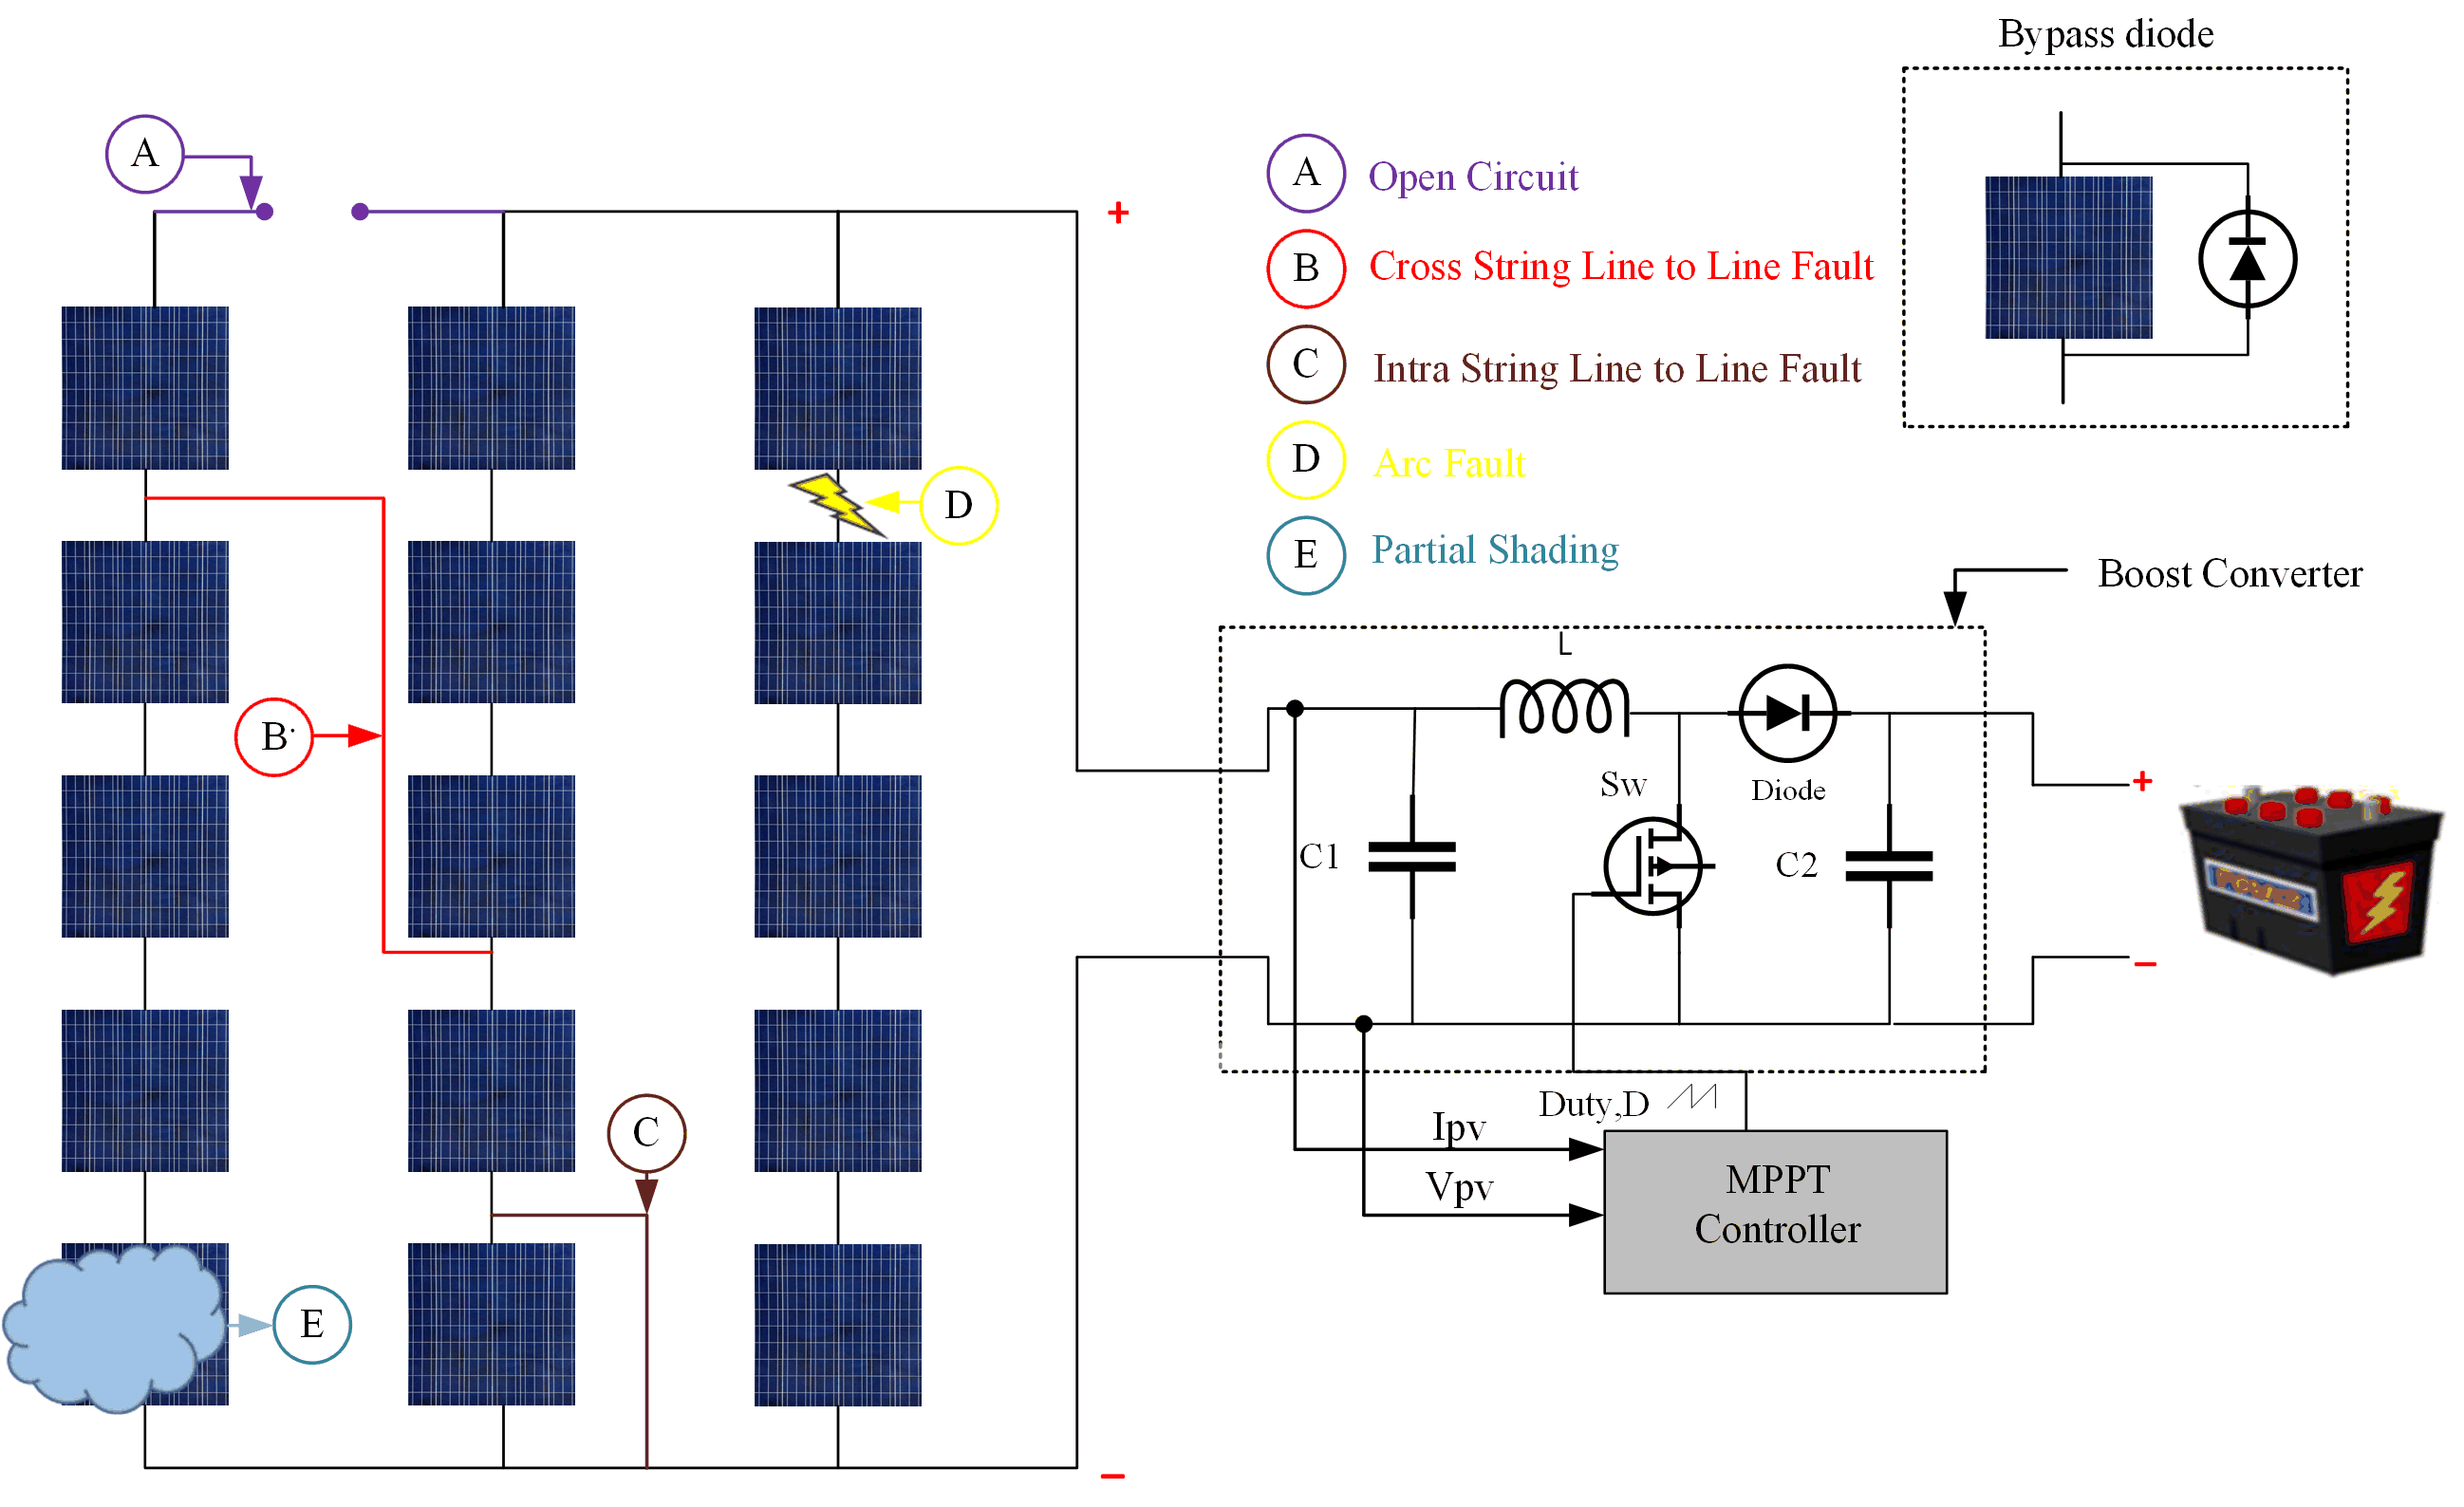 Bypass diode
A
A Open Circuit
+
B Cross String Line to Line Fault
C Intra String Line to Line Fault
D Arc Fault
D
E Partial Shading
Boost Converter
L
B
Sw
Diode
+
C1
C2
−
C
Duty,D
Ipv
Vpv
MPPT
Controller
E
−